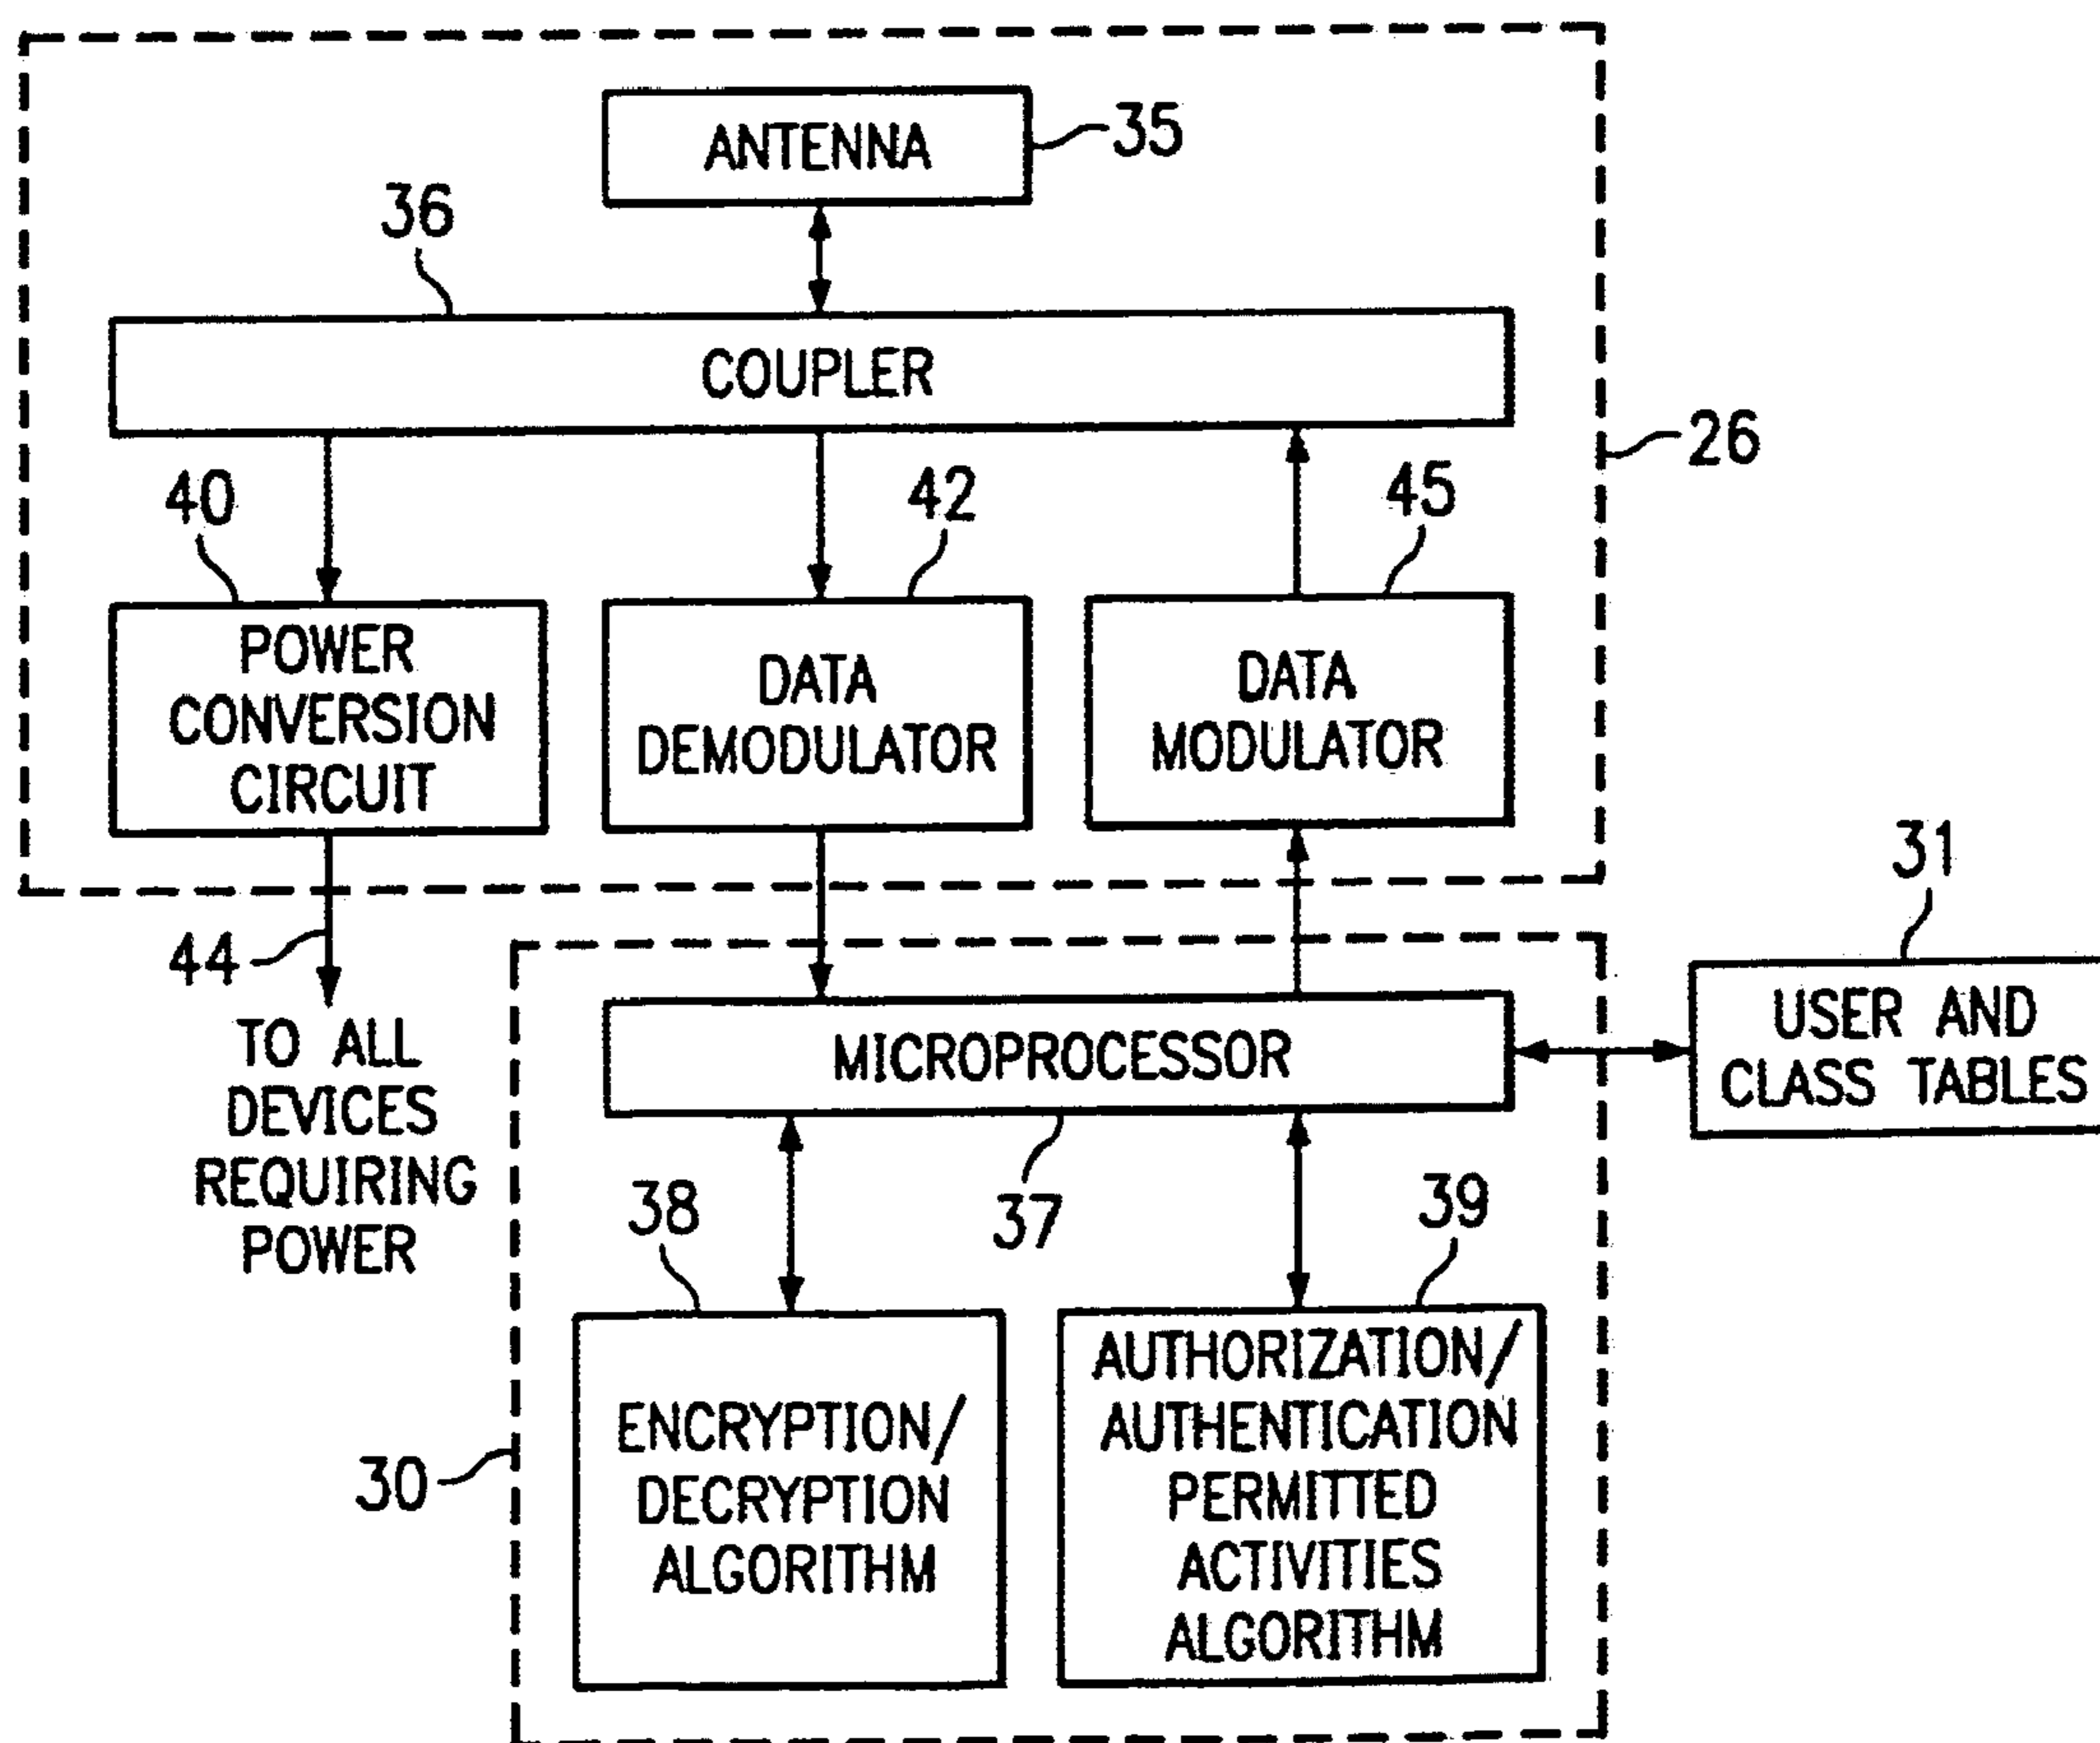 ANTENNA
35
36
COUPLER
26
40
42
45
POWER
CONVERSION
CIRCUIT
DATA
DEMODULATOR
DATA
MODULATOR
31
44
TO ALL
DEVICES
REQUIRING
POWER
MICROPROCESSOR
USER AND
CLASS TABLES
38
37
39
30
ENCRYPTION/
DECRYPTION
ALGORITHM
AUTHORIZATION/
AUTHENTICATION
PERMITTED
ACTIVITIES
ALGORITHM